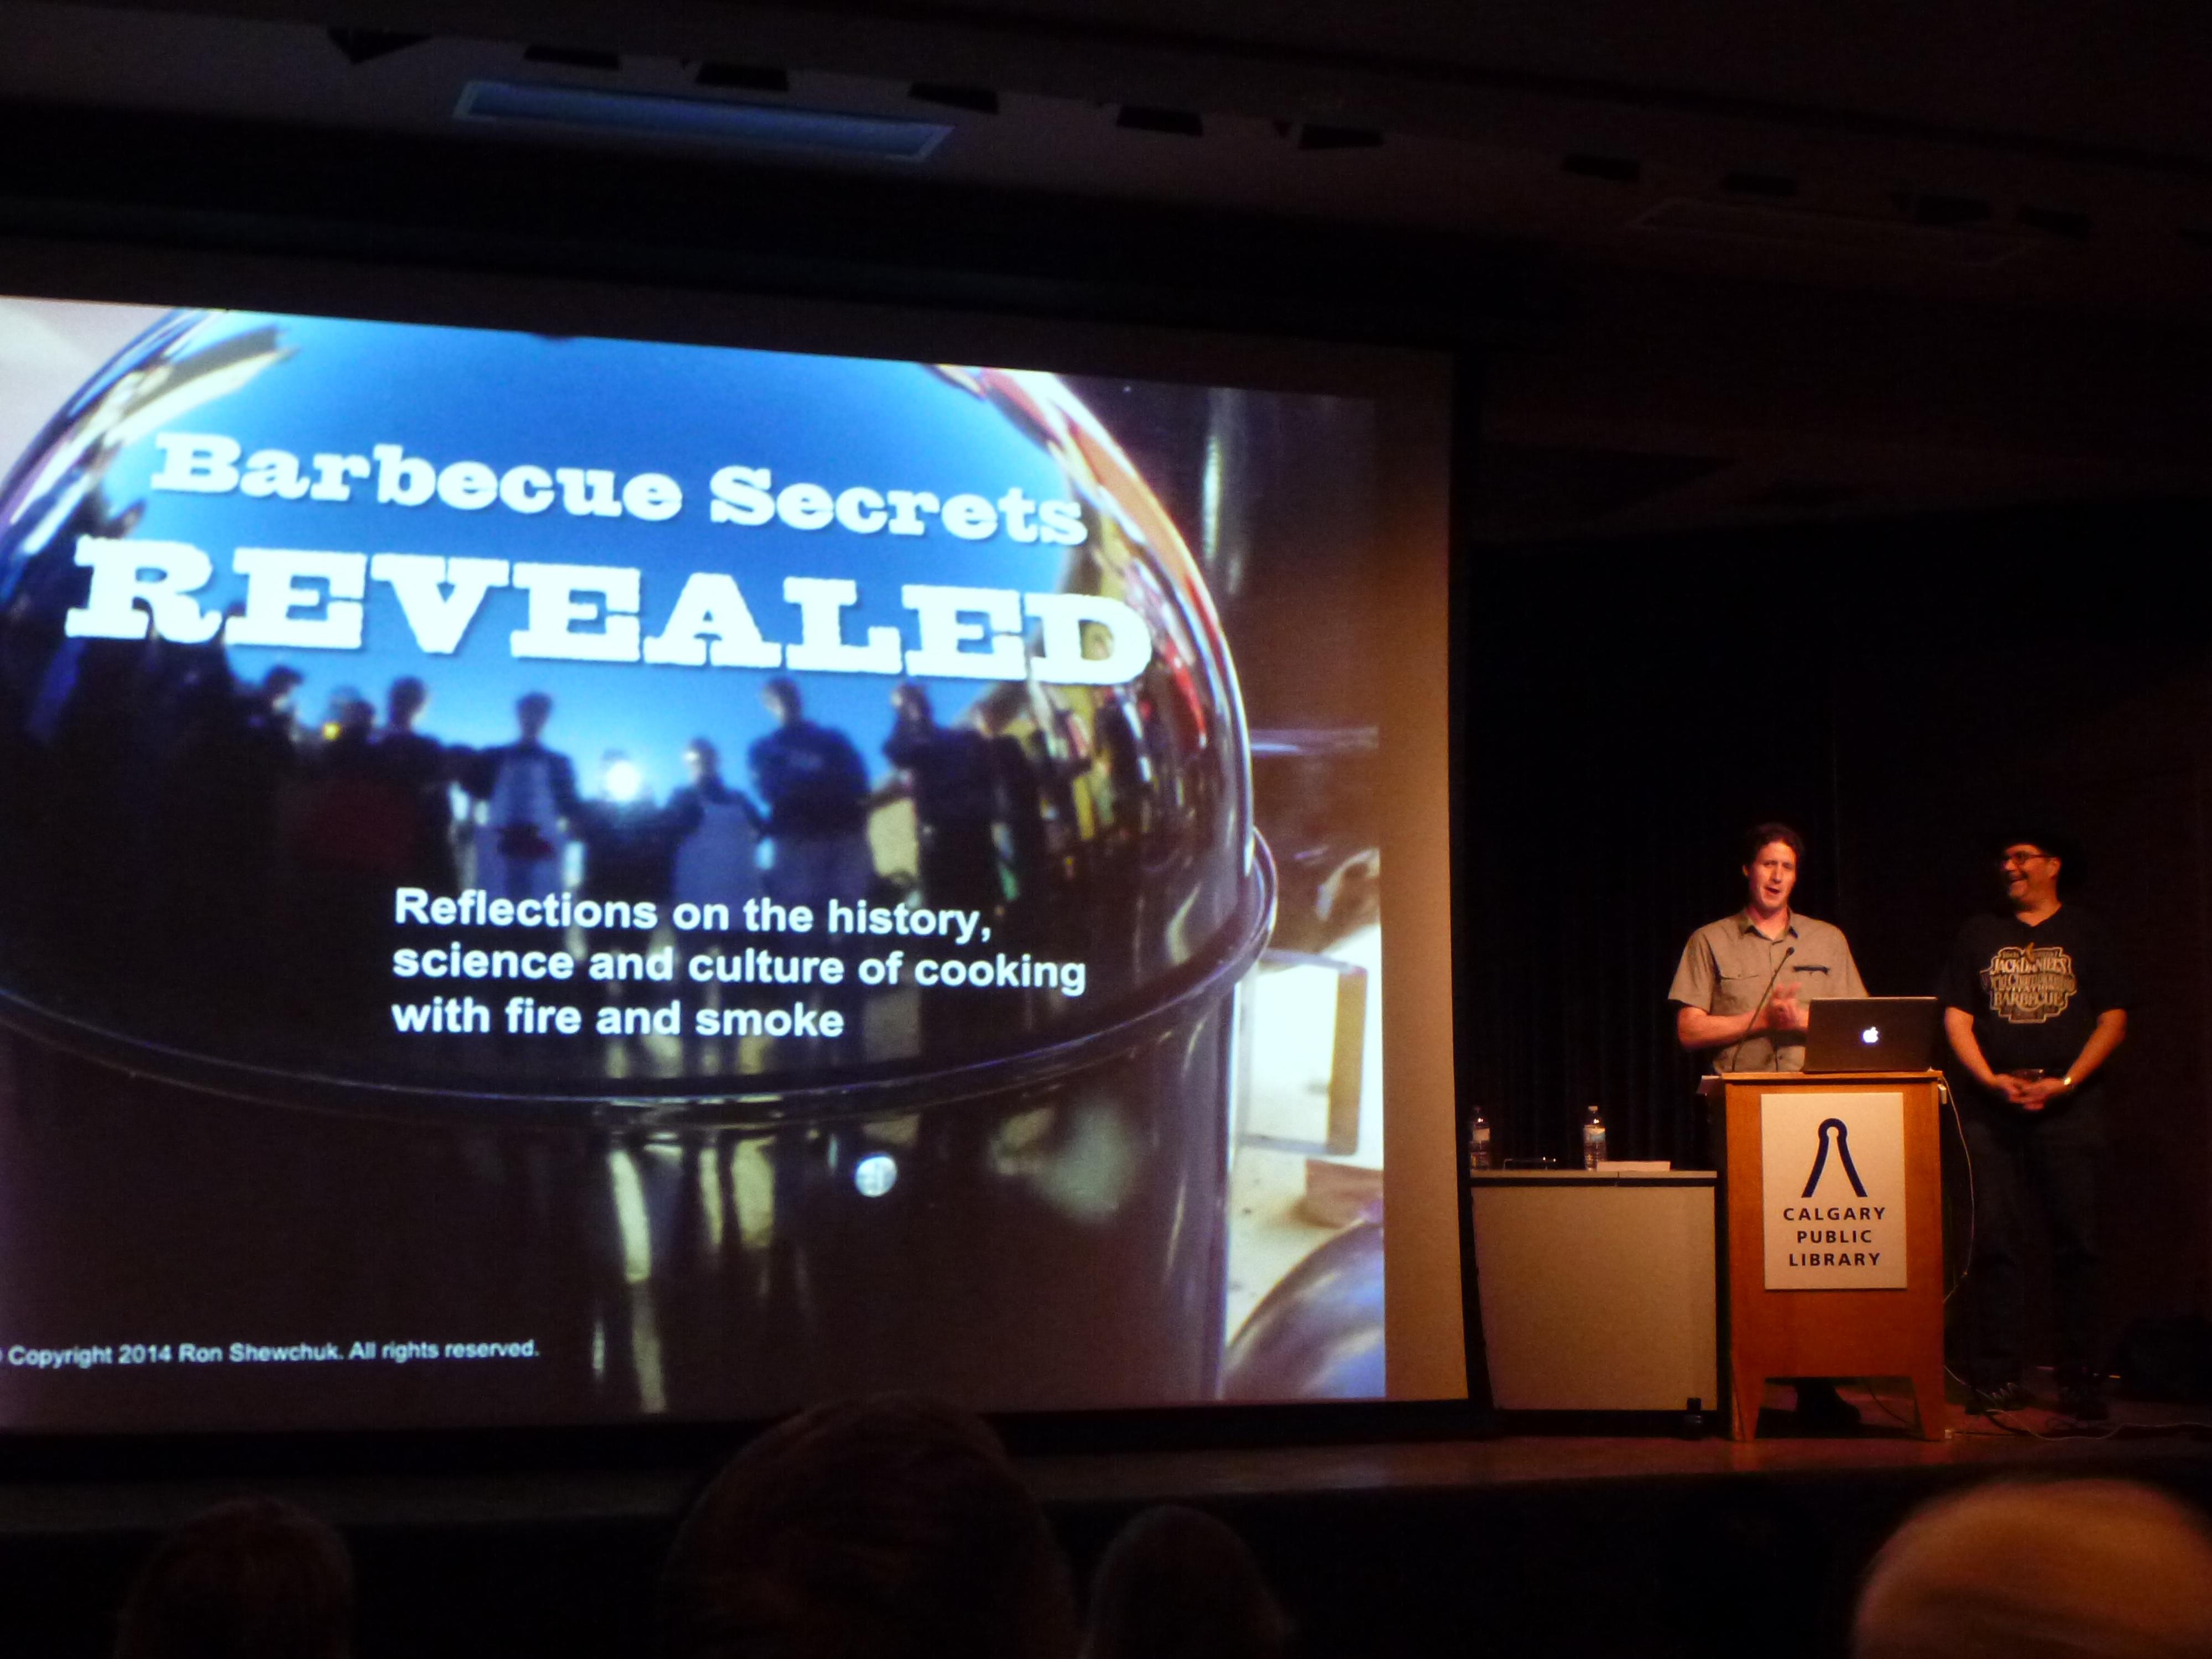 Barbecue Secrets
REVEALED
Reflections on the history,
science and culture of cooking
with fire and smoke
Copyright 2014 Ron Shewchuk. All rights reserved.
JACK DANIEL'S
BARBECUE
CALGARY
PUBLIC
LIBRARY